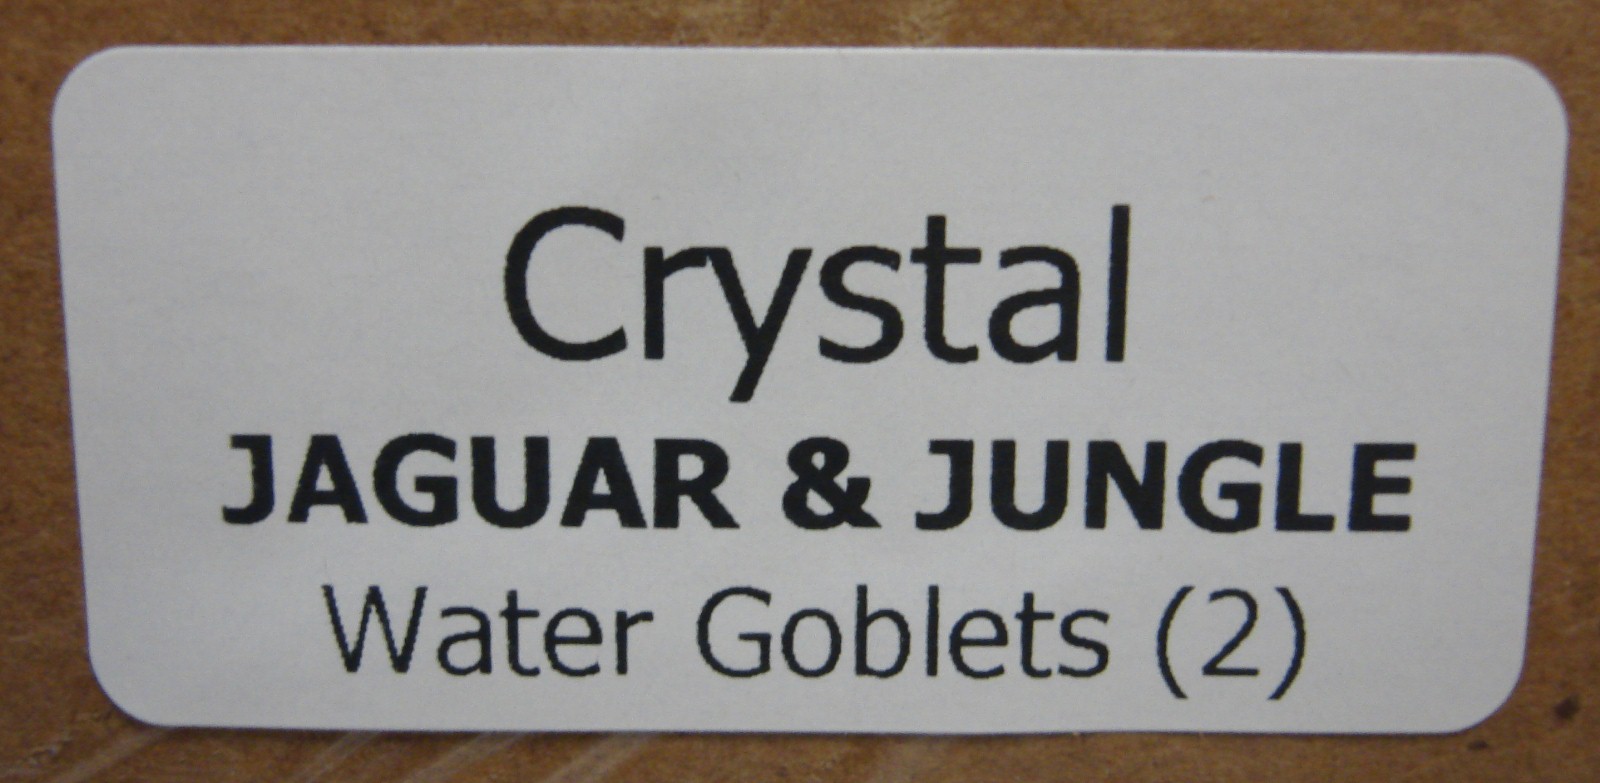 Crystal
JAGUAR & JUNGLE
Water Goblets (2)